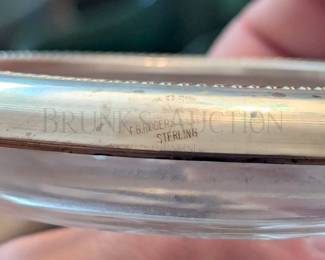 BRUNK AUCTION
F.B. ROGERS
STERLING